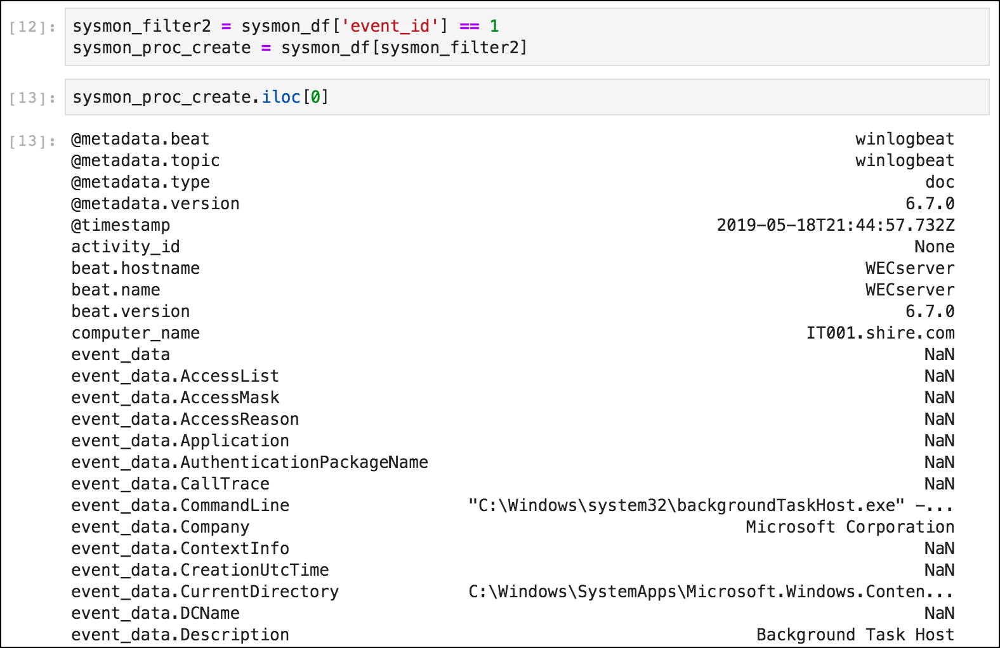 [12]: sysmon_filter2 = sysmon_df['event_id'] == 1
sysmon_proc_create = sysmon_df[sysmon_filter2]
[13]: sysmon_proc_create.iloc[0]
[13]: @metadata.beat winlogbeat
@metadata.topic winlogbeat
@metadata.type doc
@metadata.version 6.7.0
@timestamp 2019-05-18T21:44:57.732Z
activity_id None
beat.hostname WECserver
beat.name WECserver
beat.version 6.7.0
computer_name IT001.shire.com
event_data NaN
event_data.AccessList NaN
event_data.AccessMask NaN
event_data.AccessReason NaN
event_data.Application NaN
event_data.AuthenticationPackageName NaN
event_data.CallTrace NaN
event_data.CommandLine "C:\Windows\system32\backgroundTaskHost.exe" -...
event_data.Company Microsoft Corporation
event_data.ContextInfo NaN
event_data.CreationUtcTime NaN
event_data.CurrentDirectory C:\Windows\SystemApps\Microsoft.Windows.Conten...
event_data.DCName NaN
event_data.Description Background Task Host